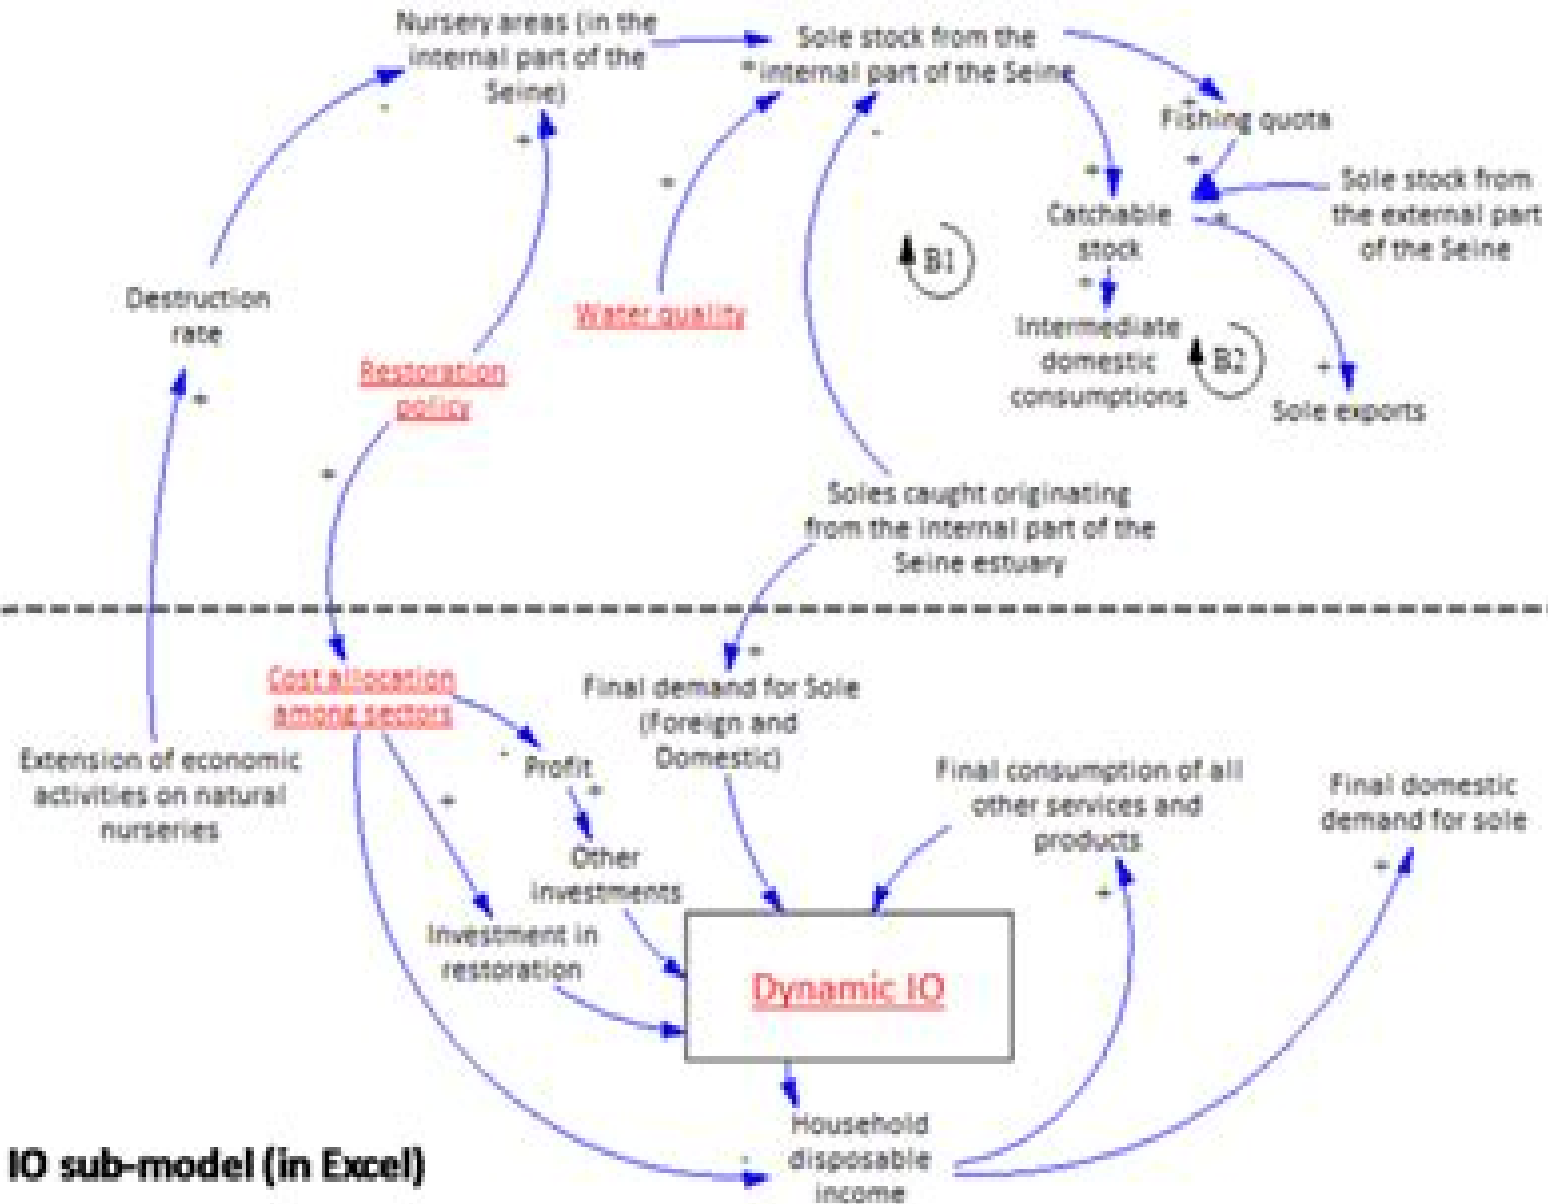 Nursery areas (in the
internal part of the
Seine)
Sole stock from the
internal part of the Seine
Fishing quota
Sole stock from
the external part
of the Seine
Catchable
stock
B1
Destruction
rate
Water quality
Intermediate
domestic
consumptions
B2
Restoration
policy
Sole exports
Soles caught originating
from the internal part of the
Seine estuary
Cost allocation
among sectors
Final demand for Sole
(Foreign and
Domestic)
Extension of economic
activities on natural
nurseries
Profit
Final consumption of all
other services and
products
Final domestic
demand for sole
Other
investments
Investment in
restoration
Dynamic IO
Household
disposable
income
IO sub-model (in Excel)